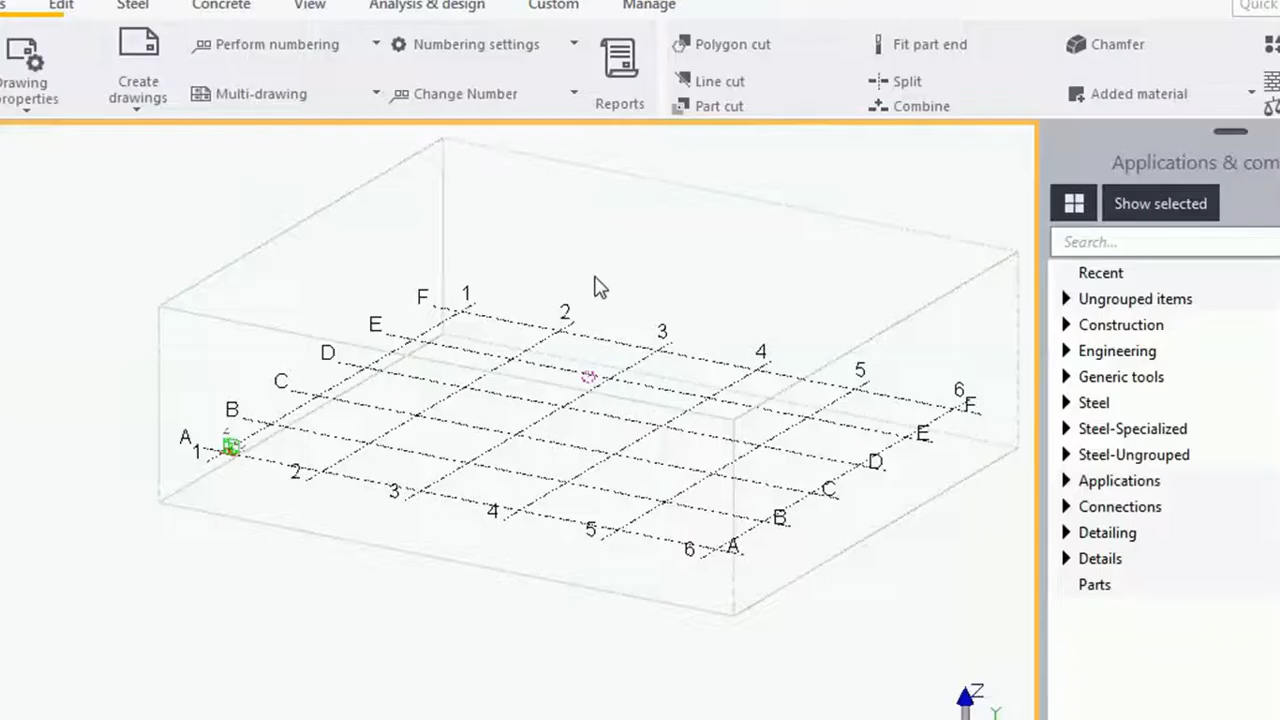 s Edit Steel Concrete View Analysis & design Custom Manage Quick
Perform numbering Numbering settings Polygon cut Fit part end Chamfer
Drawing
properties
Create
drawings
Line cut Split
Multi-drawing Change Number Reports Part cut Combine Added material
Applications & com
Show selected
Search...
Recent
Ungrouped items
Construction
Engineering
Generic tools
Steel
Steel-Specialized
Steel-Ungrouped
Applications
Connections
Detailing
Details
Parts
F 1
E 2
3
D 4
C 5
B 6 F
A 1 E
2 D
3 C
4 B
5
6 A
Z
Y